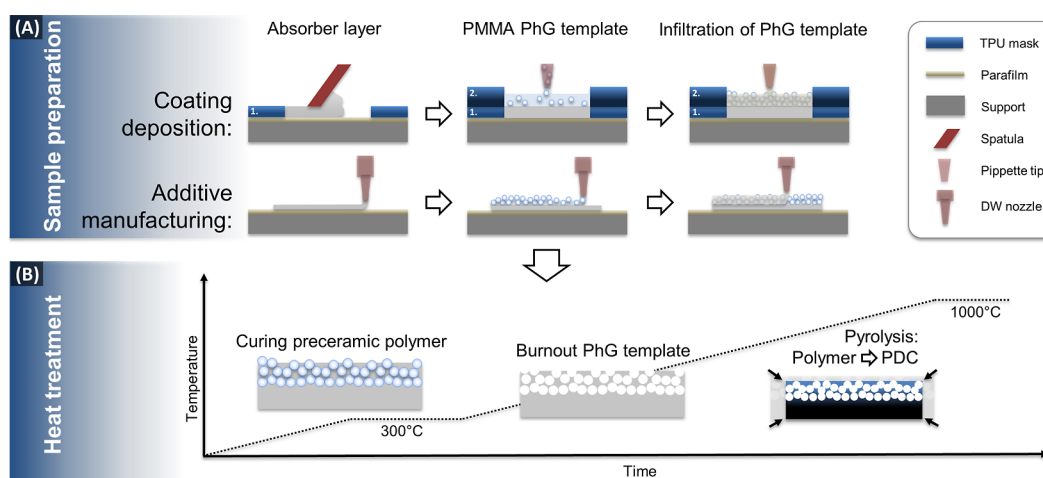 (A)
Sample preparation
Absorber layer
PMMA PhG template
Infiltration of PhG template
Coating
deposition:
1.
2.
1.
2.
1.
Additive
manufacturing:
TPU mask
Parafilm
Support
Spatula
Pippette tip
DW nozzle
(B)
Heat treatment
Temperature
Curing preceramic polymer
300°C
Burnout PhG template
1000°C
Pyrolysis:
Polymer ⇨ PDC
Time